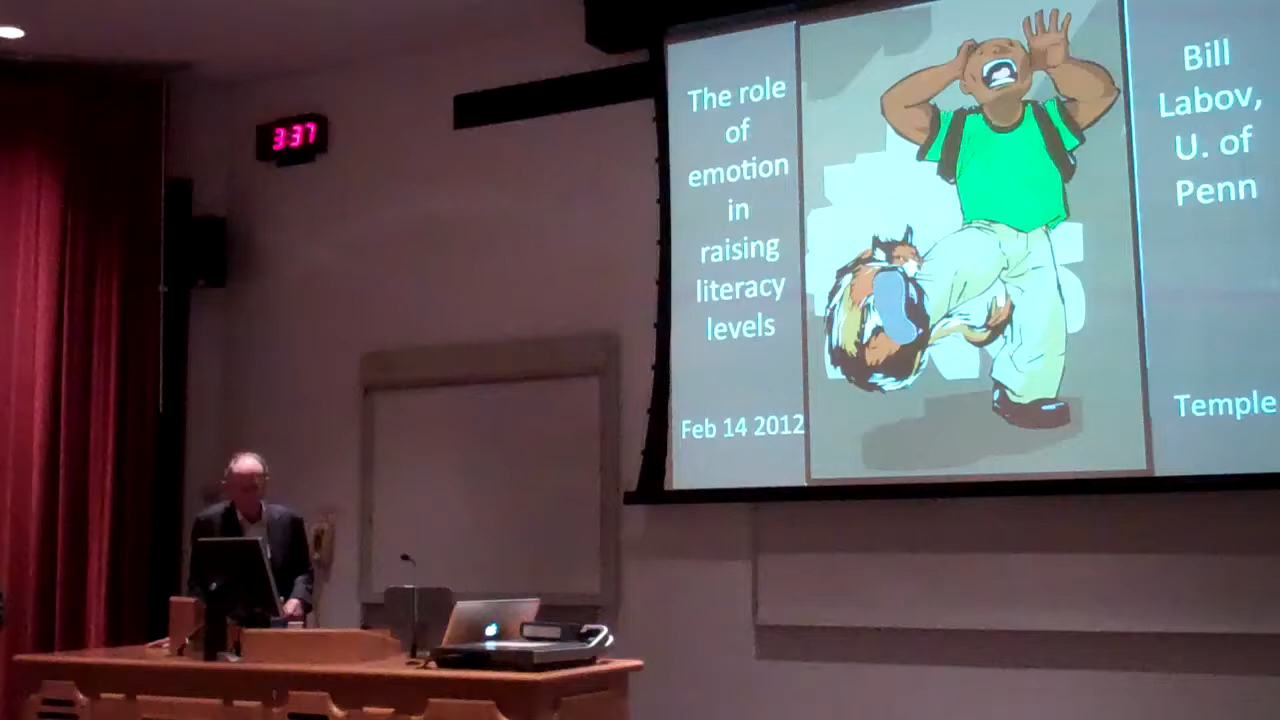 3:37
The role
of
emotion
in
raising
literacy
levels
Feb 14 2012
Bill
Labov,
U. of
Penn
Temple